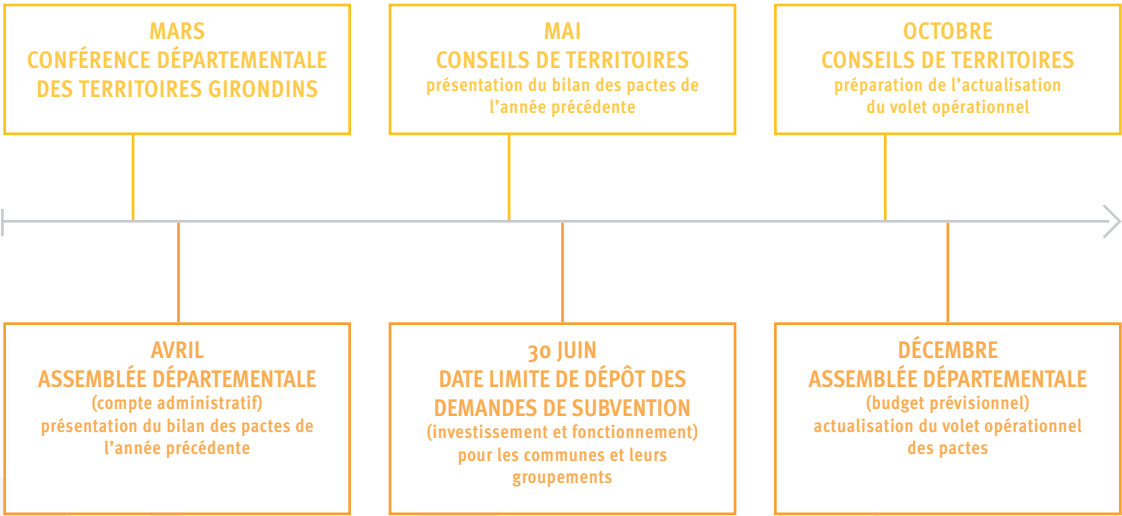 MARS
CONFÉRENCE DÉPARTEMENTALE
DES TERRITOIRES GIRONDINS
MAI
CONSEILS DE TERRITOIRES
présentation du bilan des pactes de
l’année précédente
OCTOBRE
CONSEILS DE TERRITOIRES
préparation de l’actualisation
du volet opérationnel
AVRIL
ASSEMBLÉE DÉPARTEMENTALE
(compte administratif)
présentation du bilan des pactes de
l’année précédente
30 JUIN
DATE LIMITE DE DÉPÔT DES
DEMANDES DE SUBVENTION
(investissement et fonctionnement)
pour les communes et leurs
groupements
DÉCEMBRE
ASSEMBLÉE DÉPARTEMENTALE
(budget prévisionnel)
actualisation du volet opérationnel
des pactes